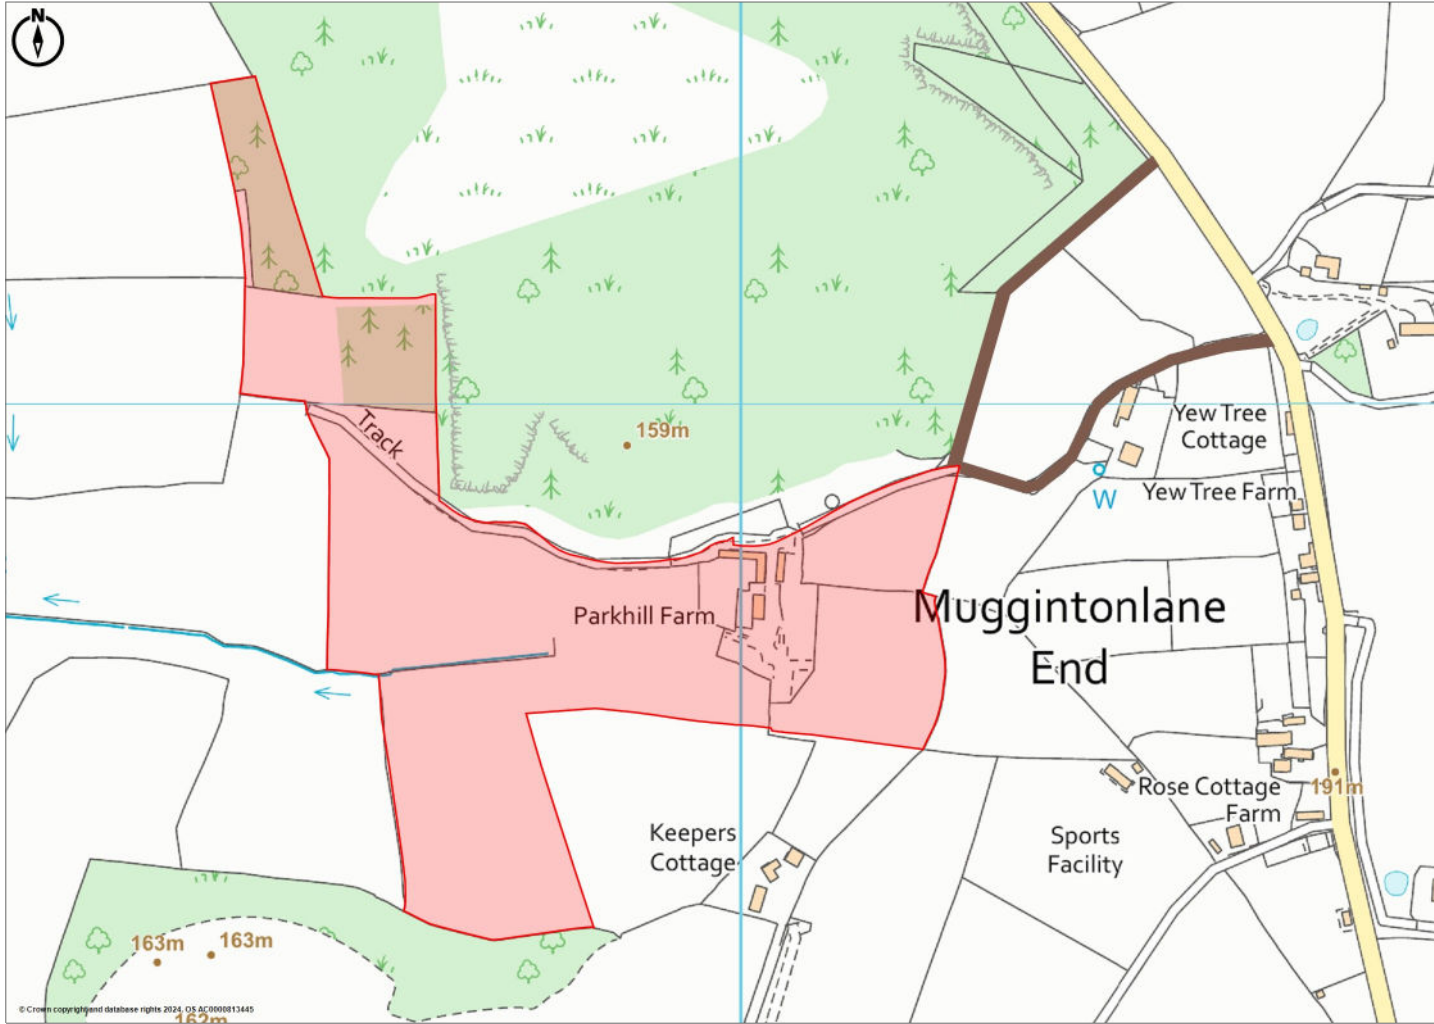 N
Track
159m
Yew Tree
Cottage
Yew Tree Farm
W
Parkhill Farm
Muggintonlane
End
Keepers
Cottage
Sports
Facility
Rose Cottage
Farm
191m
163m
163m
162m
© Crown copyright and database rights 2024. OS AC0000813445